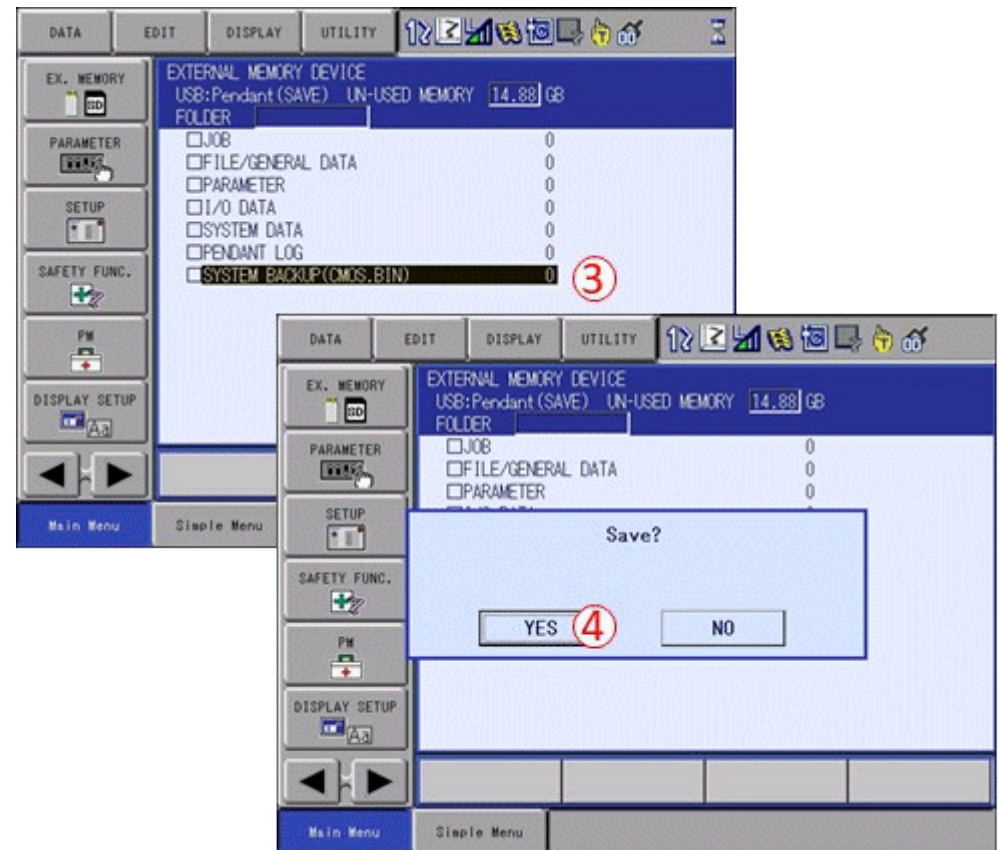 DATA EDIT DISPLAY UTILITY
EX. MEMORY
SD
PARAMETER
SETUP
SAFETY FUNC.
PM
DISPLAY SETUP
Aa
Main Menu Simple Menu
EXTERNAL MEMORY DEVICE
USB:Pendant(SAVE) UN-USED MEMORY 14.88 GB
FOLDER
JOB 0
FILE/GENERAL DATA 0
PARAMETER 0
I/O DATA 0
SYSTEM DATA 0
PENDANT LOG 0
SYSTEM BACKUP(CMOS.BIN) 0
③
DATA EDIT DISPLAY UTILITY
EX. MEMORY
SD
PARAMETER
SETUP
SAFETY FUNC.
PM
DISPLAY SETUP
Aa
Main Menu Simple Menu
EXTERNAL MEMORY DEVICE
USB:Pendant(SAVE) UN-USED MEMORY 14.88 GB
FOLDER
JOB 0
FILE/GENERAL DATA 0
PARAMETER 0
Save?
YES ④ NO